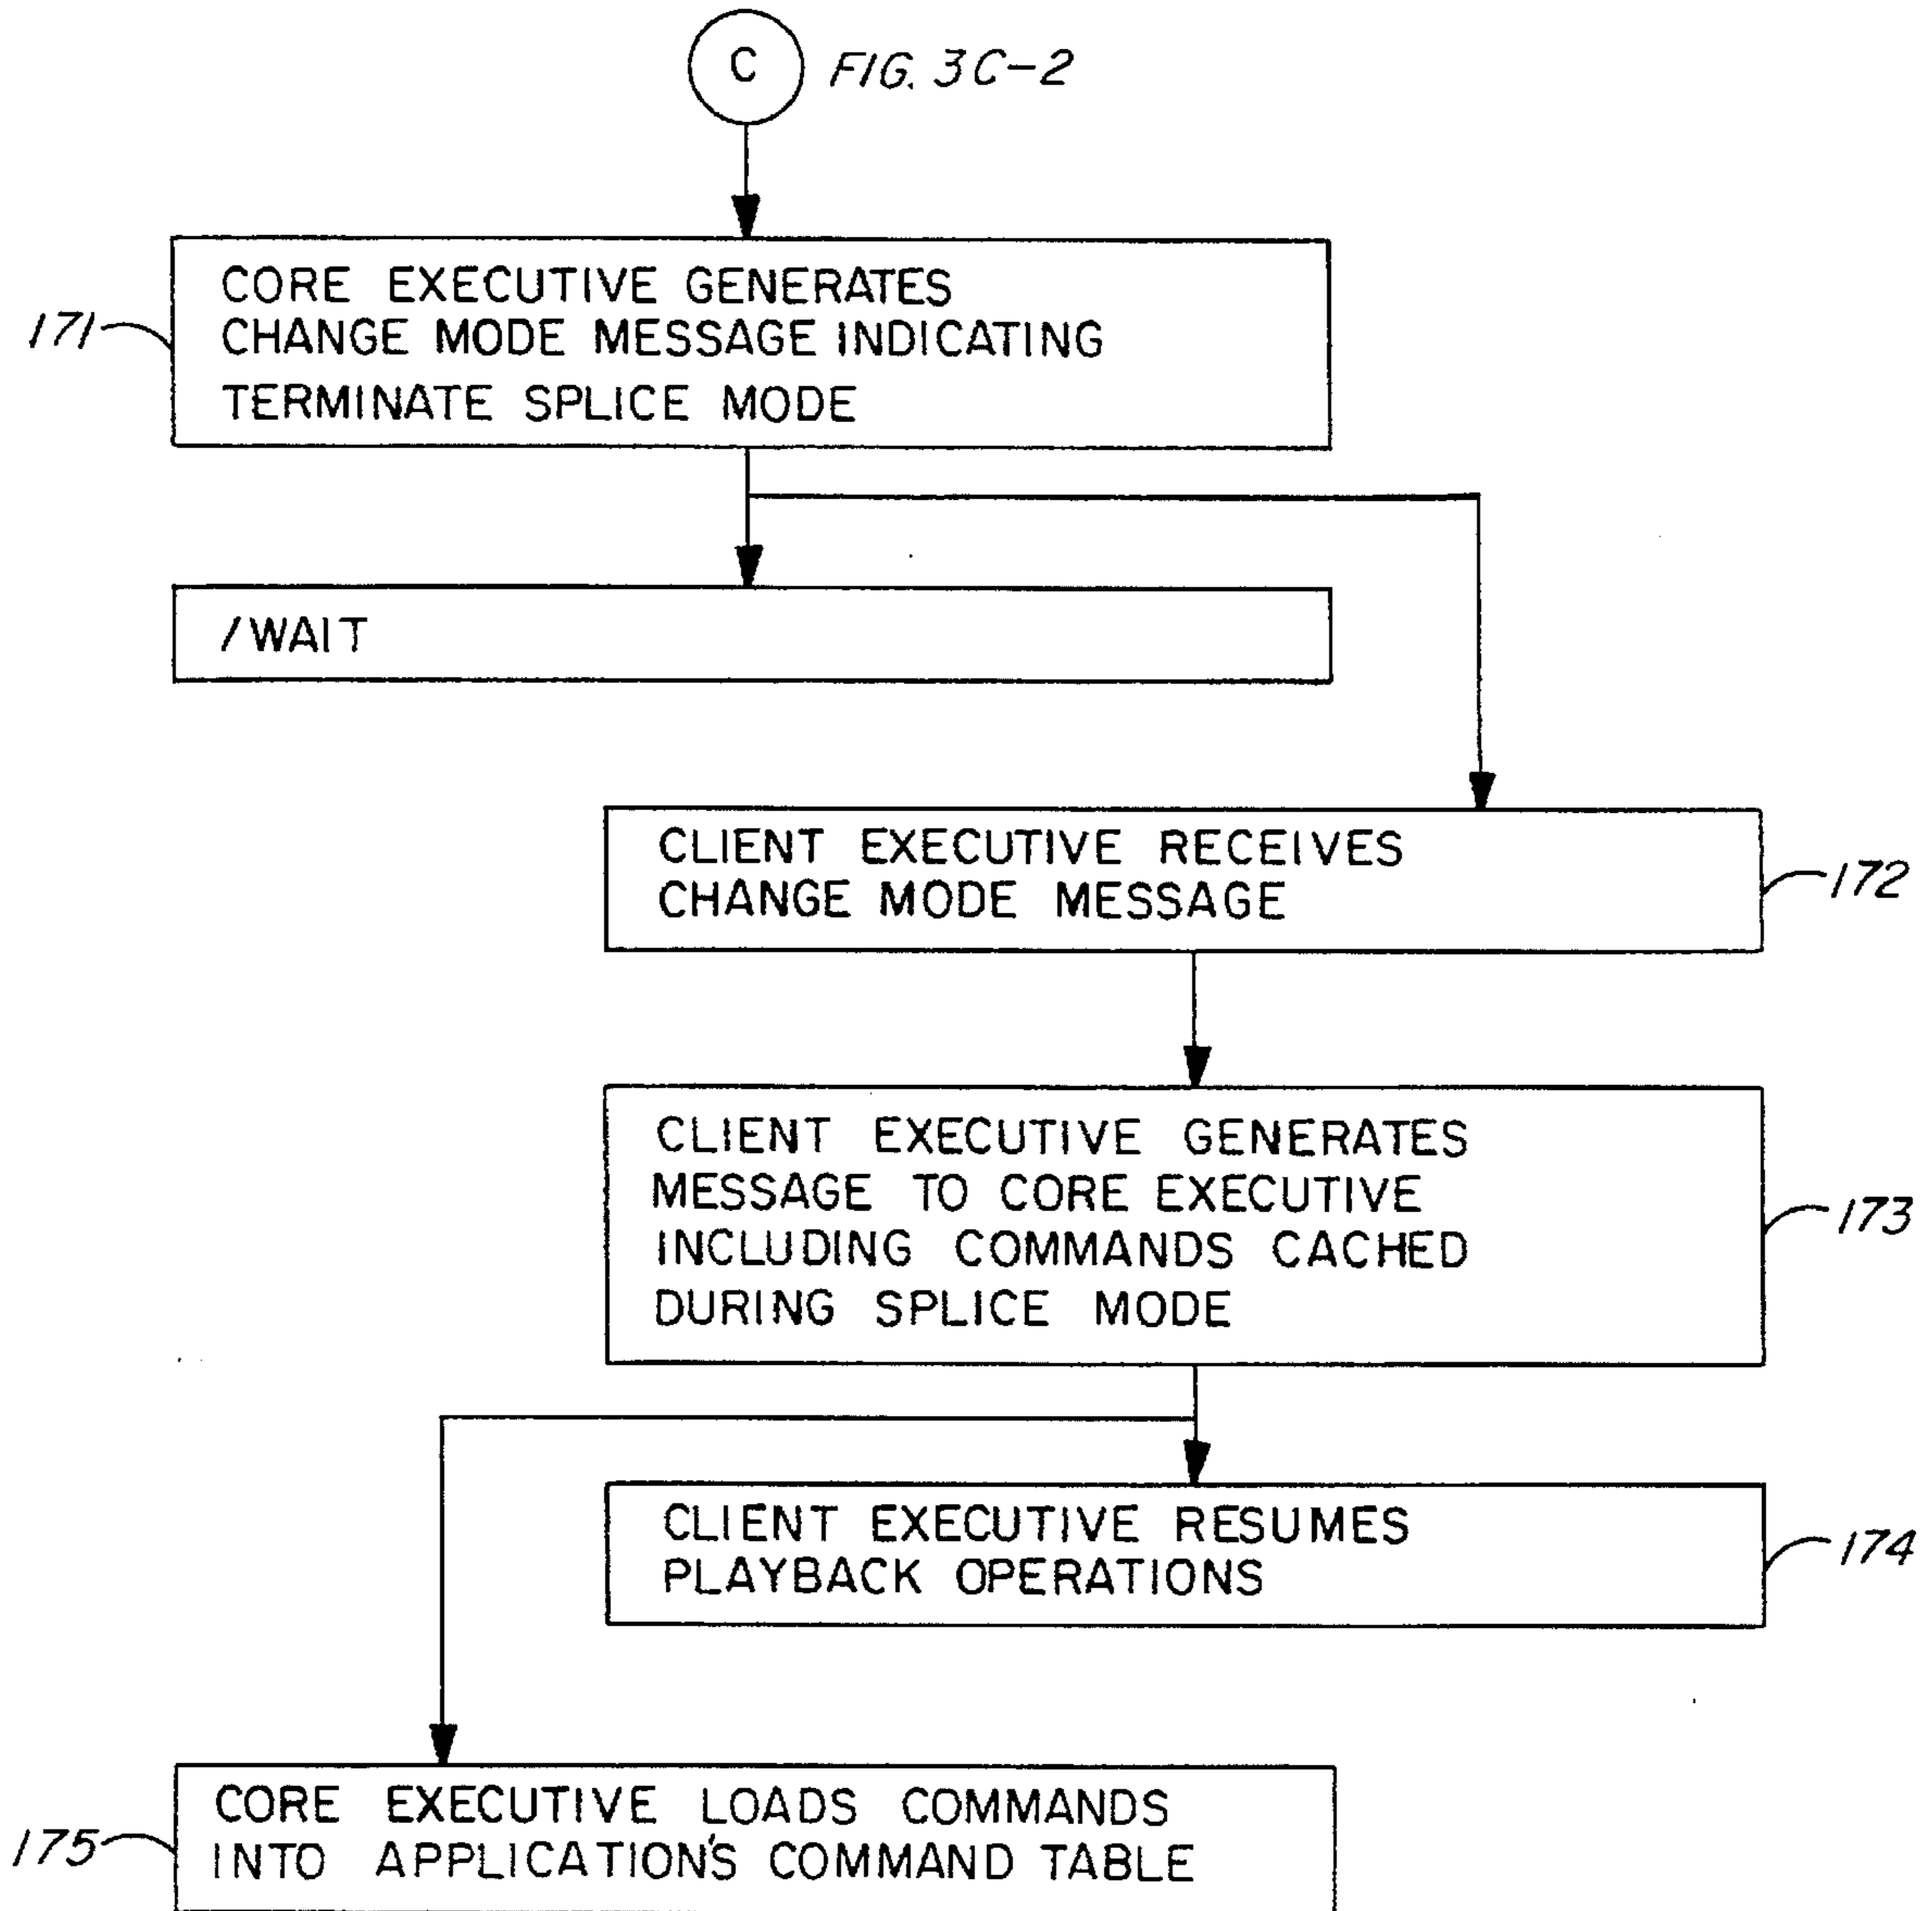 C FIG. 3C-2
171
CORE EXECUTIVE GENERATES
CHANGE MODE MESSAGE INDICATING
TERMINATE SPLICE MODE
/WAIT
CLIENT EXECUTIVE RECEIVES
CHANGE MODE MESSAGE
172
CLIENT EXECUTIVE GENERATES
MESSAGE TO CORE EXECUTIVE
INCLUDING COMMANDS CACHED
DURING SPLICE MODE
173
CLIENT EXECUTIVE RESUMES
PLAYBACK OPERATIONS
174
175
CORE EXECUTIVE LOADS COMMANDS
INTO APPLICATION'S COMMAND TABLE